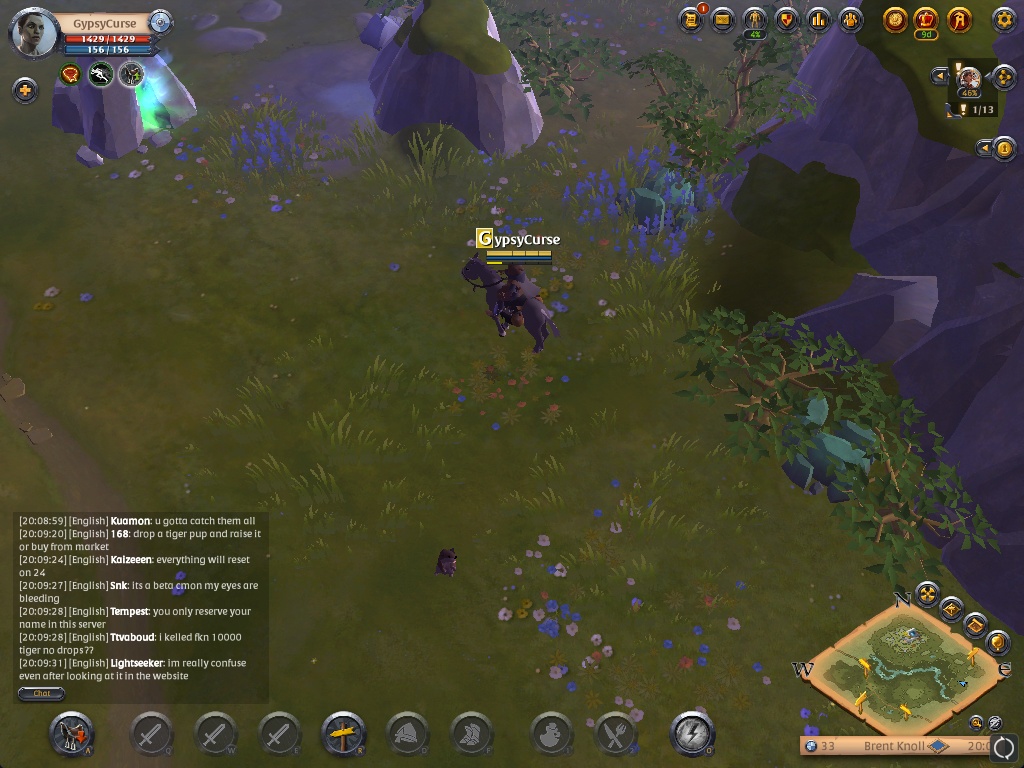 GypsyCurse
1429 / 1429
156 / 156
1
4%
9d
46%
1/13
1
GypsyCurse
[20:08:59] [English] Kuamon: u gotta catch them all
[20:09:20] [English] 168: drop a tiger pup and raise it
or buy from market
[20:09:24] [English] Kaizeeen: everything will reset
on 24
[20:09:27] [English] Snk: its a beta cmon my eyes are
bleeding
[20:09:28] [English] Tempest: you only reserve your
name in this server
[20:09:28] [English] Ttvaboud: i kelled fkn 10000
tiger no drops??
[20:09:31] [English] Lightseeker: im really confuse
even after looking at it in the website
Chat
N
W
E
A
Q
W
E
R
D
F
33
Brent Knoll
20:0